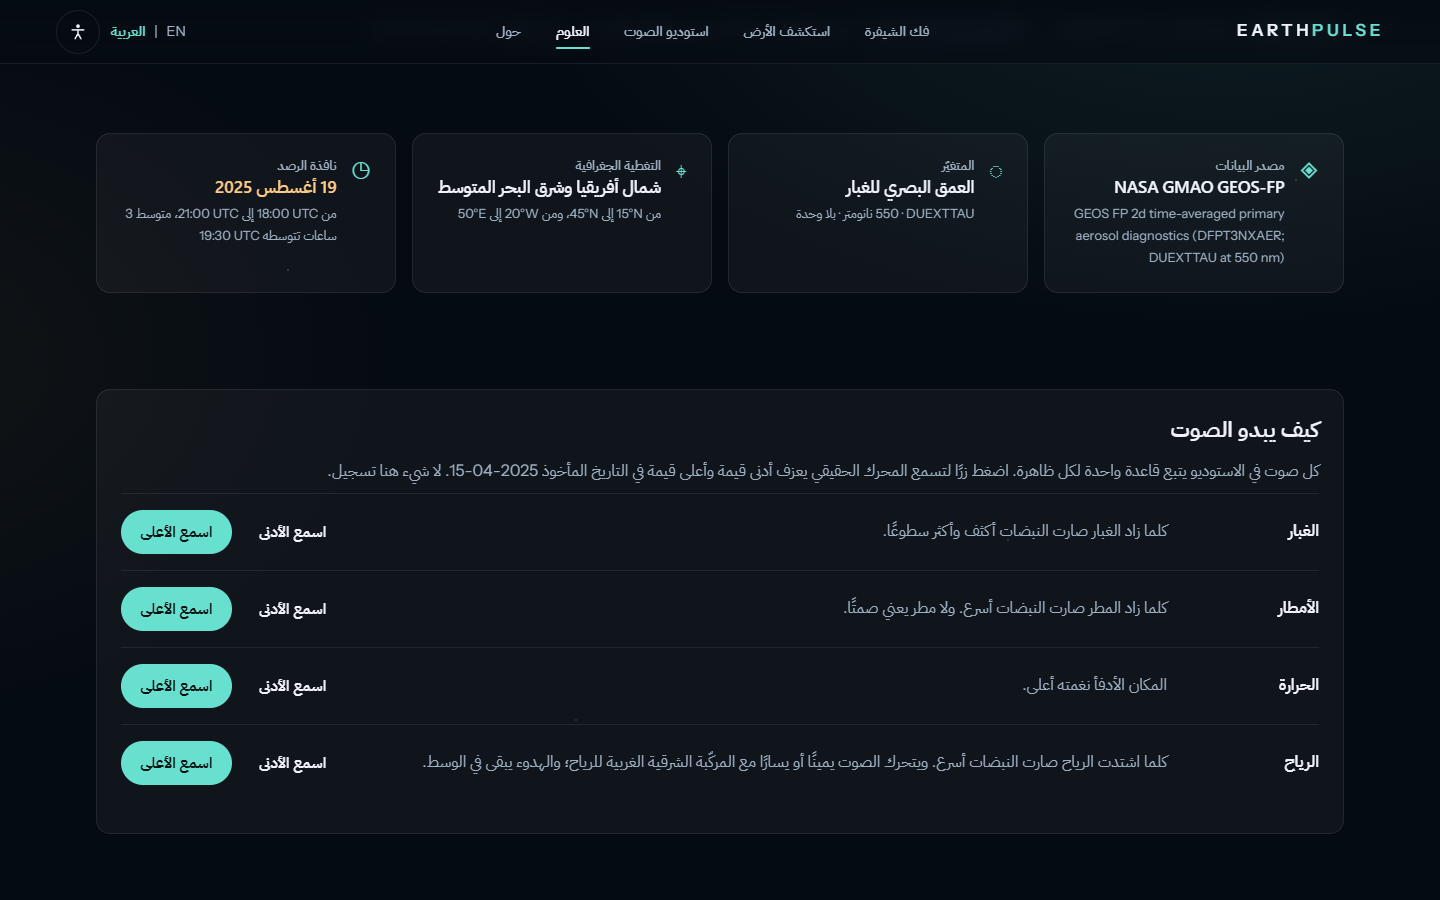 EARTHPULSE
فك الشيفرة
استكشف الأرض
استوديو الصوت
العلوم
حول
EN | العربية
مصدر البيانات
NASA GMAO GEOS-FP
GEOS FP 2d time-averaged primary
aerosol diagnostics (DFPT3NXAER;
DUEXTTAU at 550 nm)
المتغيّر
العمق البصري للغبار
DUEXTTAU · 550 نانومتر · بلا وحدة
التغطية الجغرافية
شمال أفريقيا وشرق البحر المتوسط
من 15°N إلى 45°N، ومن 20°W إلى 50°E
نافذة الرصد
19 أغسطس 2025
من 18:00 UTC إلى 21:00 UTC، متوسط 3
ساعات تتوسطه 19:30 UTC
كيف يبدو الصوت
كل صوت في الاستوديو يتبع قاعدة واحدة لكل ظاهرة. اضغط زرًا لتسمع المحرك الحقيقي يعزف أدنى قيمة وأعلى قيمة في التاريخ المأخوذ 2025-04-15. لا شيء هنا تسجيل.
الغبار
كلما زاد الغبار صارت النبضات أكثف وأكثر سطوعًا.
اسمع الأدنى
اسمع الأعلى
الأمطار
كلما زاد المطر صارت النبضات أسرع. ولا مطر يعني صمتًا.
اسمع الأدنى
اسمع الأعلى
الحرارة
المكان الأدفأ نغمته أعلى.
اسمع الأدنى
اسمع الأعلى
الرياح
كلما اشتدت الرياح صارت النبضات أسرع. ويتحرك الصوت يمينًا أو يسارًا مع المركّبة الشرقية الغربية للرياح؛ والهدوء يبقى في الوسط.
اسمع الأدنى
اسمع الأعلى